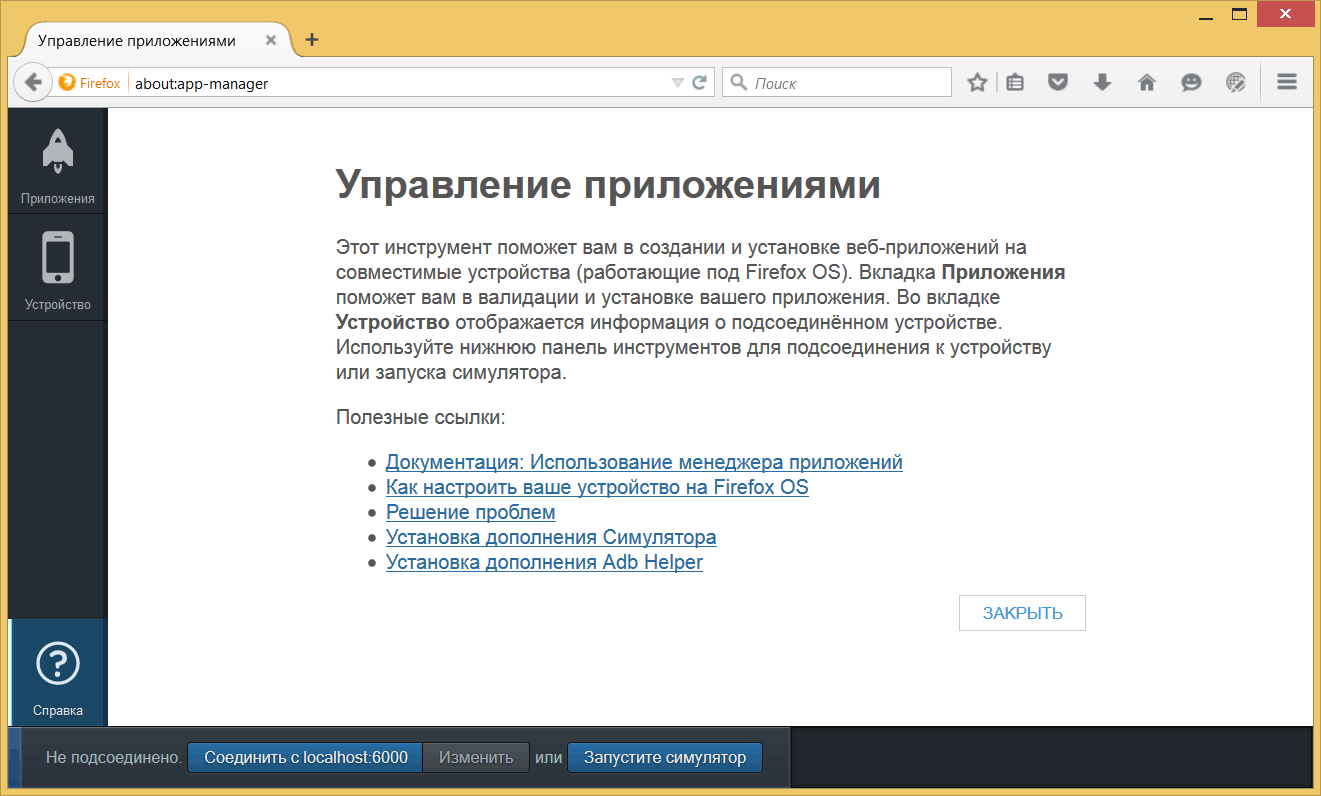 Управление приложениями
Firefox about:app-manager Поиск
Приложения
Устройство
Управление приложениями
Этот инструмент поможет вам в создании и установке веб-приложений на
совместимые устройства (работающие под Firefox OS). Вкладка Приложения
поможет вам в валидации и установке вашего приложения. Во вкладке
Устройство отображается информация о подсоединённом устройстве.
Используйте нижнюю панель инструментов для подсоединения к устройству
или запуска симулятора.
Полезные ссылки:
Документация: Использование менеджера приложений
Как настроить ваше устройство на Firefox OS
Решение проблем
Установка дополнения Симулятора
Установка дополнения Adb Helper
ЗАКРЫТЬ
Справка
Не подсоединено. Соединить с localhost:6000 Изменить или Запустите симулятор